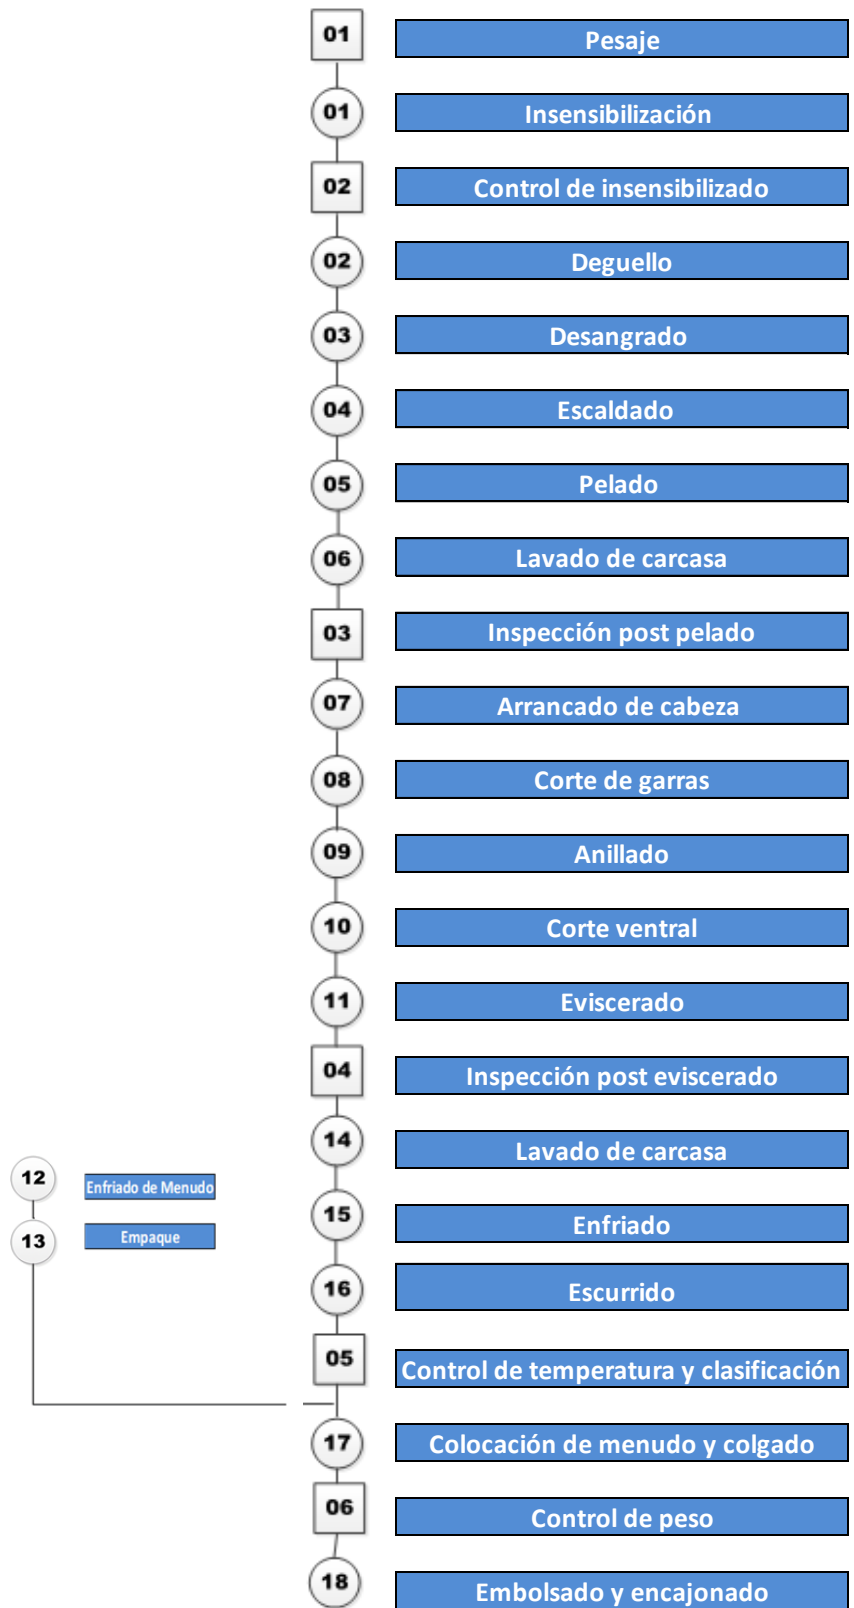 01
Pesaje
01
Insensibilización
02
Control de insensibilizado
02
Deguello
03
Desangrado
04
Escaldado
05
Pelado
06
Lavado de carcasa
03
Inspección post pelado
07
Arrancado de cabeza
08
Corte de garras
09
Anillado
10
Corte ventral
11
Eviscerado
04
Inspección post eviscerado
14
Lavado de carcasa
12
Enfriado de Menudo
13
Empaque
15
Enfriado
16
Escurrido
05
Control de temperatura y clasificación
17
Colocación de menudo y colgado
06
Control de peso
18
Embolsado y encajonado